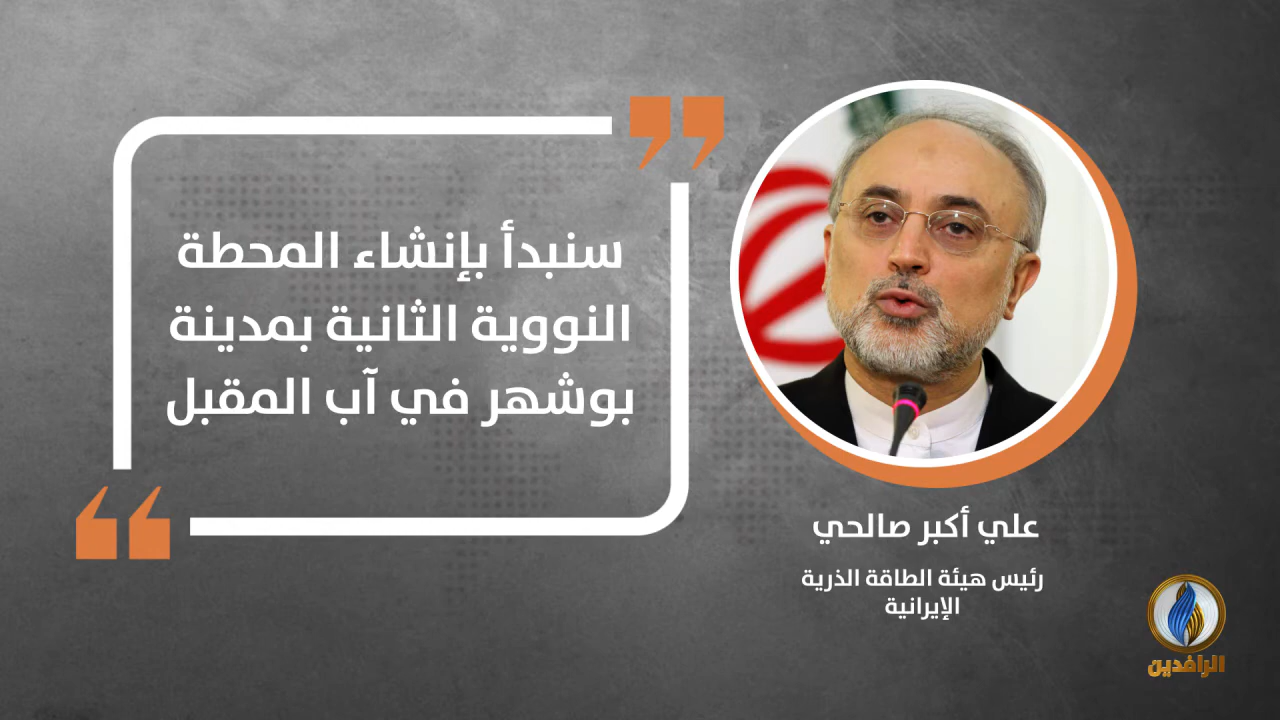 سنبدأ بإنشاء المحطة
النووية الثانية بمدينة
بوشهر في آب المقبل
علي أكبر صالحي
رئيس هيئة الطاقة الذرية
الإيرانية
الرافدين